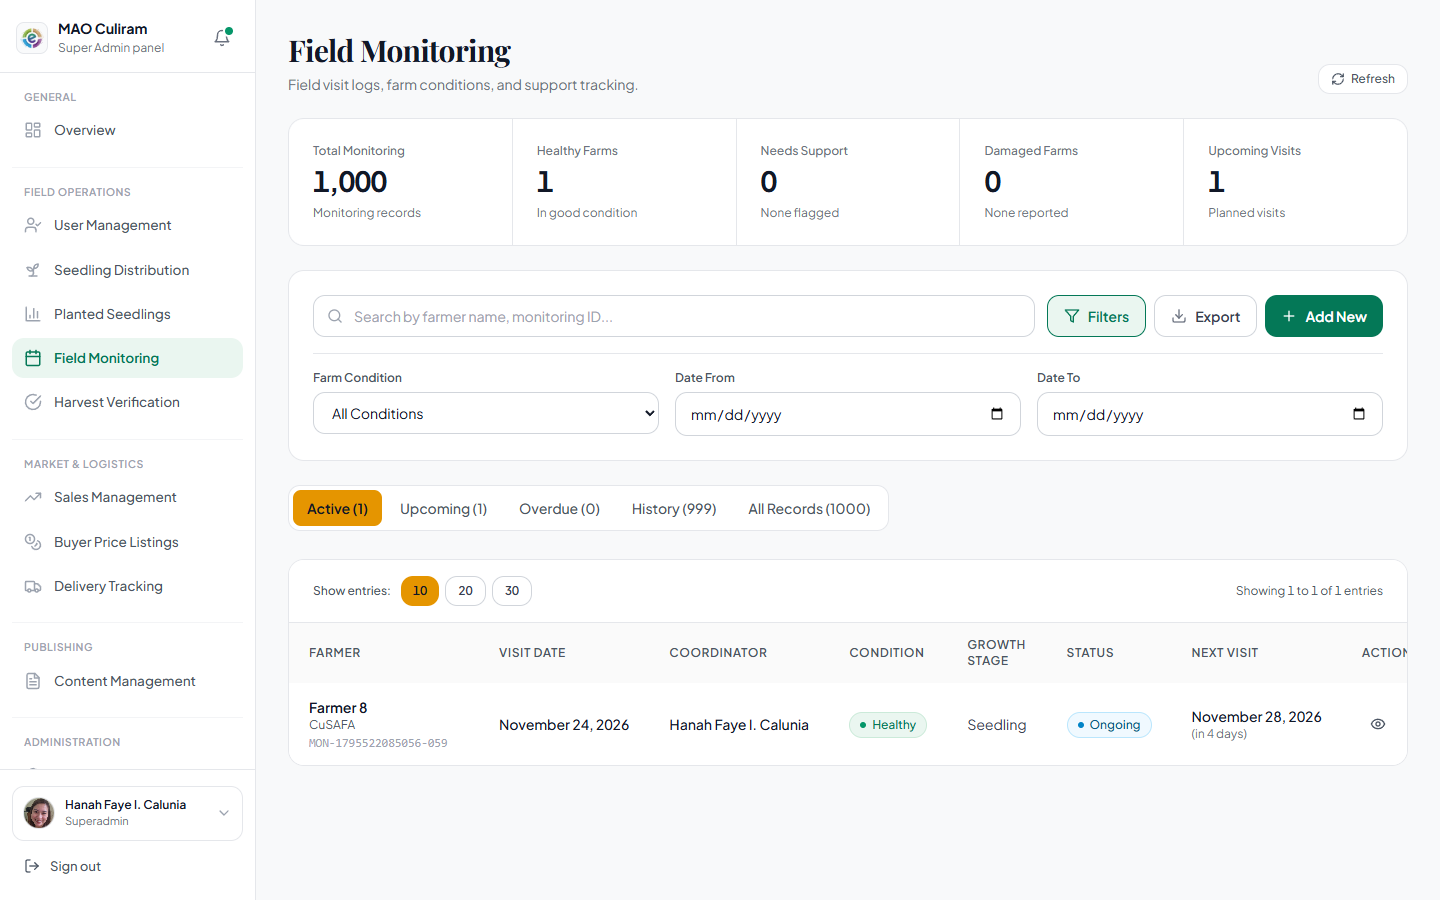 MAO Culiram
Super Admin panel
GENERAL
Overview
FIELD OPERATIONS
User Management
Seedling Distribution
Planted Seedlings
Field Monitoring
Harvest Verification
MARKET & LOGISTICS
Sales Management
Buyer Price Listings
Delivery Tracking
PUBLISHING
Content Management
ADMINISTRATION
Hanah Faye I. Calunia
Superadmin
Sign out
Field Monitoring
Field visit logs, farm conditions, and support tracking.
Refresh
Total Monitoring
1,000
Monitoring records
Healthy Farms
1
In good condition
Needs Support
0
None flagged
Damaged Farms
0
None reported
Upcoming Visits
1
Planned visits
Search by farmer name, monitoring ID...
Filters
Export
Add New
Farm Condition
All Conditions
Date From
mm/dd/yyyy
Date To
mm/dd/yyyy
Active (1)
Upcoming (1)
Overdue (0)
History (999)
All Records (1000)
Show entries:
10
20
30
Showing 1 to 1 of 1 entries
FARMER
VISIT DATE
COORDINATOR
CONDITION
GROWTH
STAGE
STATUS
NEXT VISIT
ACTION
Farmer 8
CuSAFA
MON-1795522085056-059
November 24, 2026
Hanah Faye I. Calunia
Healthy
Seedling
Ongoing
November 28, 2026
(in 4 days)